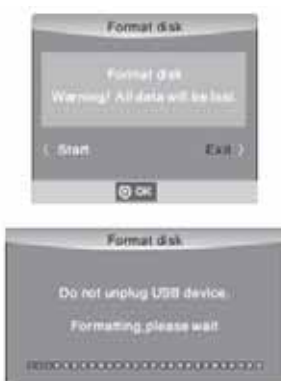 Format disk
Format disk
Warning! All data will be lost.
Start
Exit
OK
Format disk
Do not unplug USB device.
Formatting,please wait